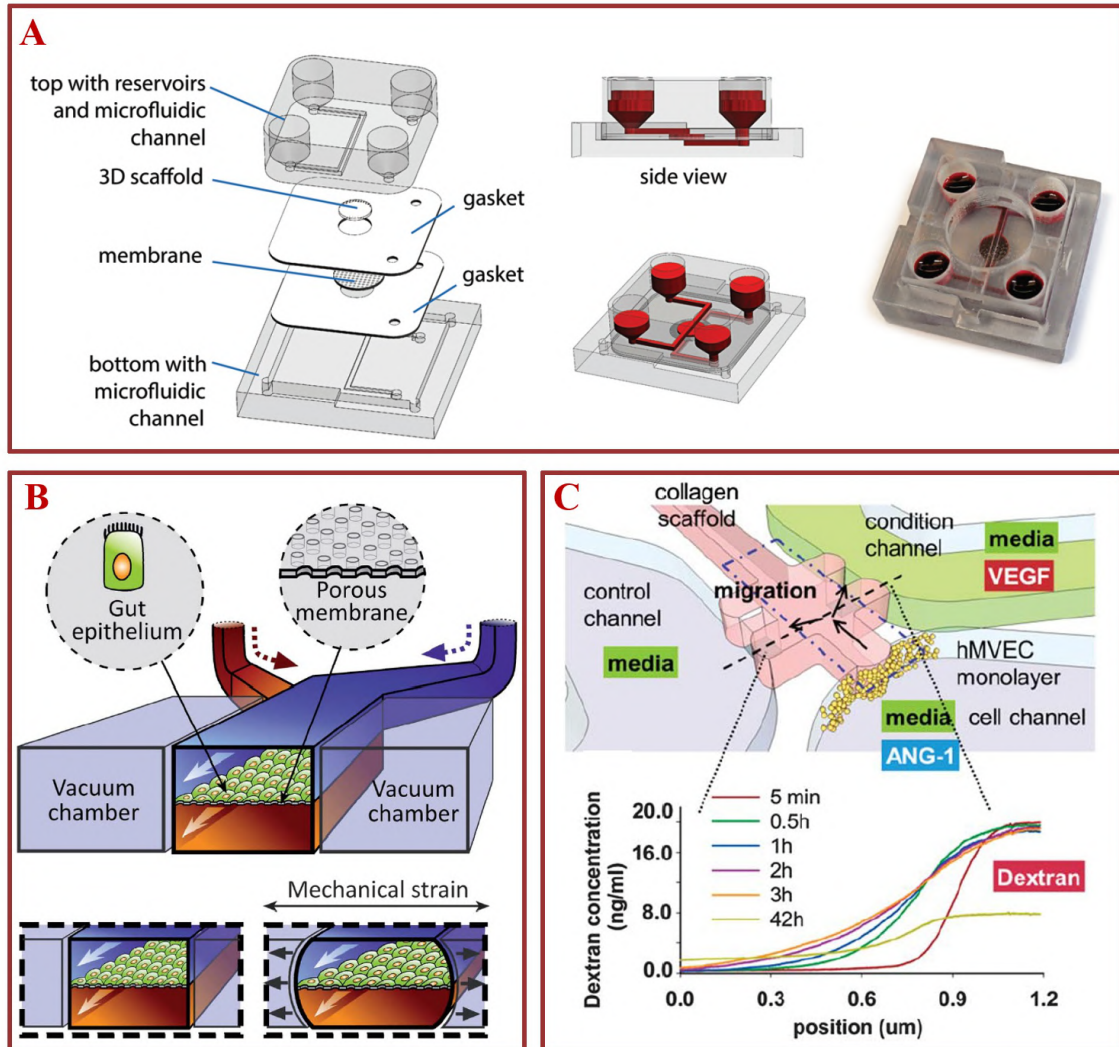 A
top with reservoirs
and microfluidic
channel
3D scaffold
gasket
membrane
gasket
bottom with
microfluidic
channel
side view
B
Gut
epithelium
Porous
membrane
Vacuum
chamber
Vacuum
chamber
Mechanical strain
C
collagen
scaffold
condition
channel
media
VEGF
control
channel
migration
media
hMVEC
monolayer
media
cell channel
ANG-1
Dextran concentration
(ng/ml)
20.0
16.0
8.0
0.0
5 min
0.5h
1h
2h
3h
42h
Dextran
0.0
0.3
0.6
0.9
1.2
position (um)